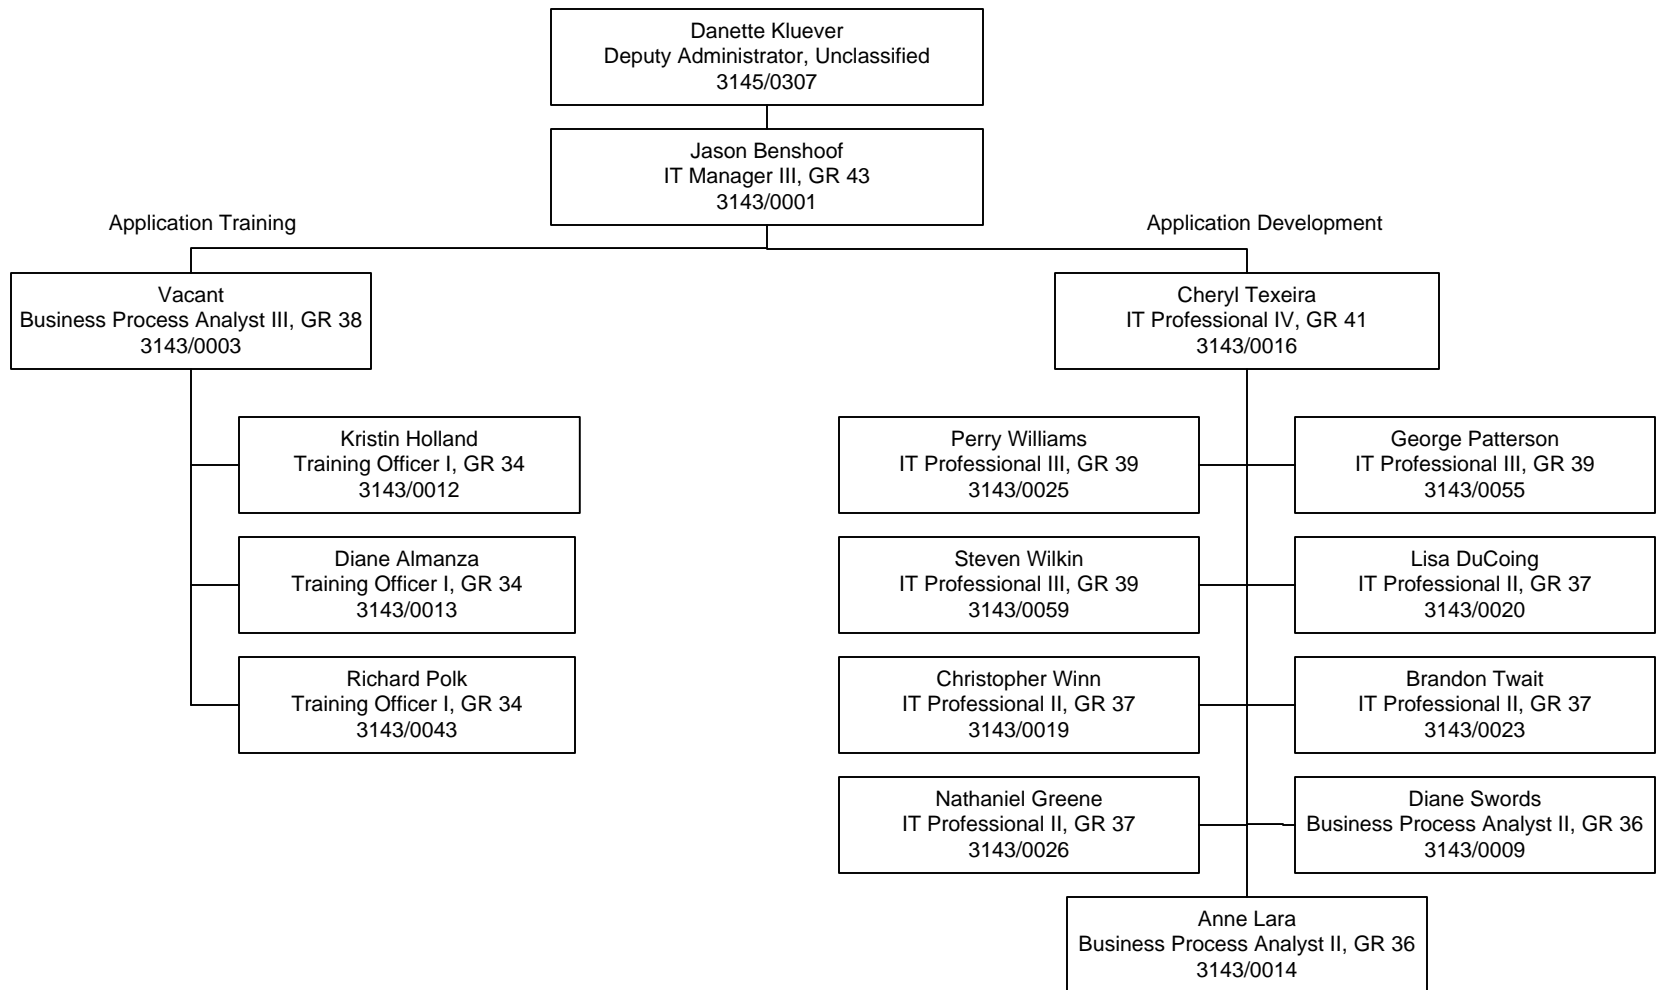 Danette Kluever
Deputy Administrator, Unclassified
3145/0307
Jason Benshoof
IT Manager III, GR 43
3143/0001
Application Training
Application Development
Vacant
Business Process Analyst III, GR 38
3143/0003
Cheryl Texeira
IT Professional IV, GR 41
3143/0016
Kristin Holland
Training Officer I, GR 34
3143/0012
Diane Almanza
Training Officer I, GR 34
3143/0013
Richard Polk
Training Officer I, GR 34
3143/0043
Perry Williams
IT Professional III, GR 39
3143/0025
George Patterson
IT Professional III, GR 39
3143/0055
Steven Wilkin
IT Professional III, GR 39
3143/0059
Lisa DuCoing
IT Professional II, GR 37
3143/0020
Christopher Winn
IT Professional II, GR 37
3143/0019
Brandon Twait
IT Professional II, GR 37
3143/0023
Nathaniel Greene
IT Professional II, GR 37
3143/0026
Diane Swords
Business Process Analyst II, GR 36
3143/0009
Anne Lara
Business Process Analyst II, GR 36
3143/0014